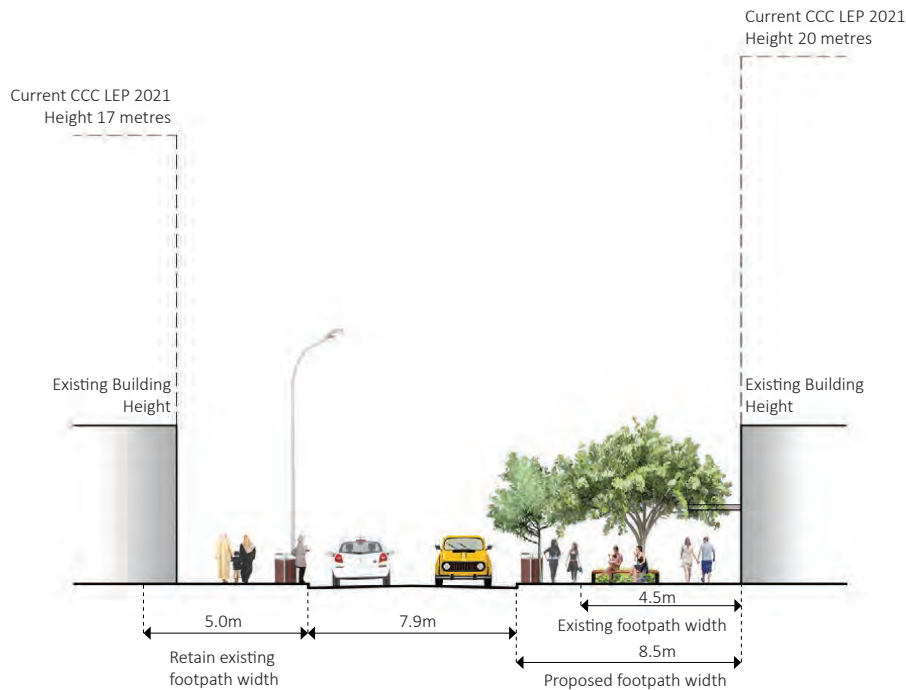 Current CCC LEP 2021
Height 20 metres
Current CCC LEP 2021
Height 17 metres
Existing Building
Height
Existing Building
Height
5.0m
7.9m
4.5m
Existing footpath width
8.5m
Retain existing
footpath width
Proposed footpath width